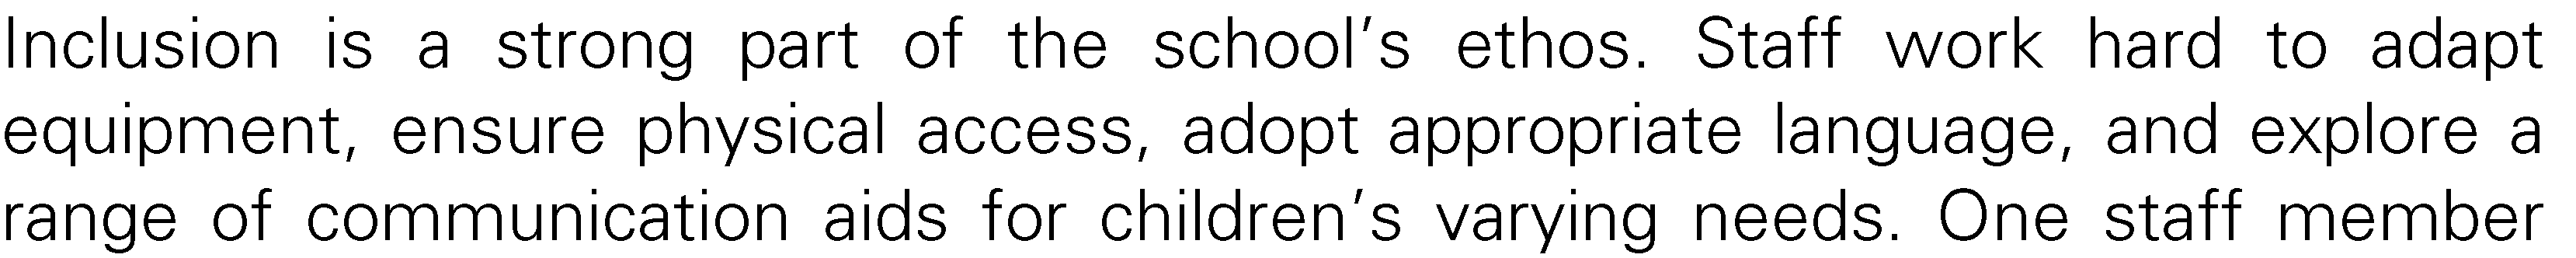 Inclusion is a strong part of the school’s ethos. Staff work hard to adapt
equipment, ensure physical access, adopt appropriate language, and explore a
range of communication aids for children’s varying needs. One staff member